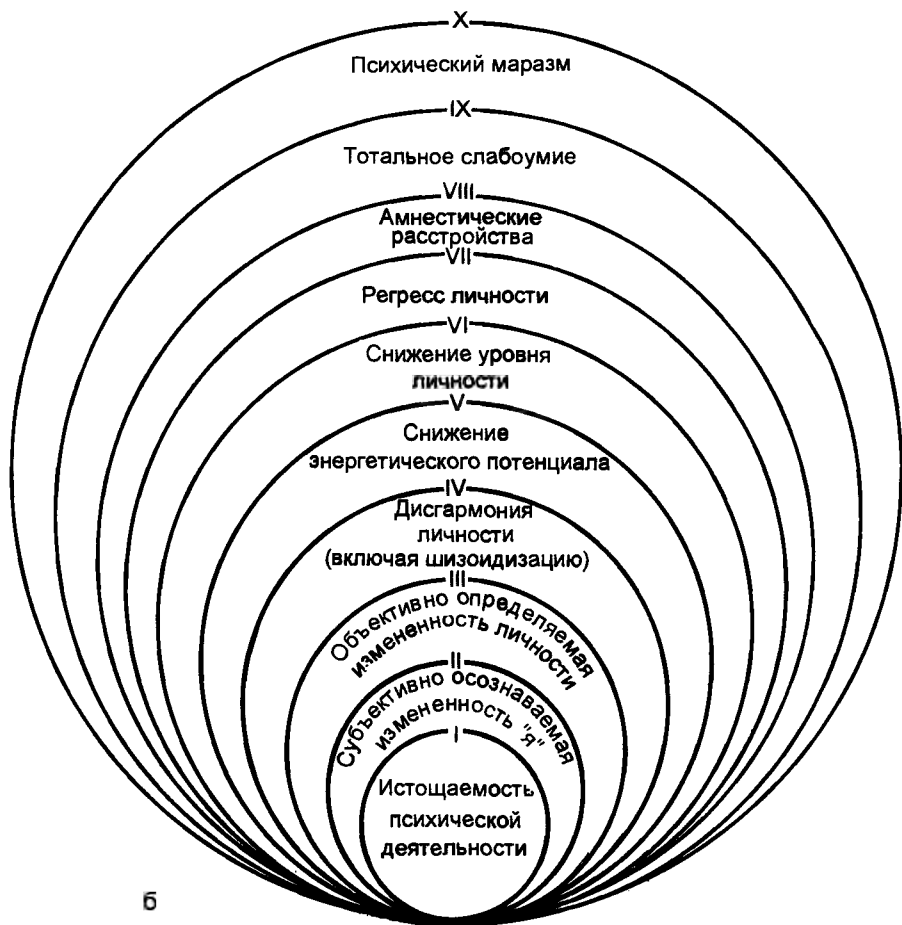 X
Психический маразм
IX
Тотальное слабоумие
VIII
Амнестические
расстройства
VII
Регресс личности
VI
Снижение уровня
личности
V
Снижение
энергетического потенциала
IV
Дисгармония
личности
(включая шизоидизацию)
III
Объективно определяемая
измененность личности
II
Субъективно осознаваемая
измененность "я"
I
Истощаемость
психической
деятельности
б